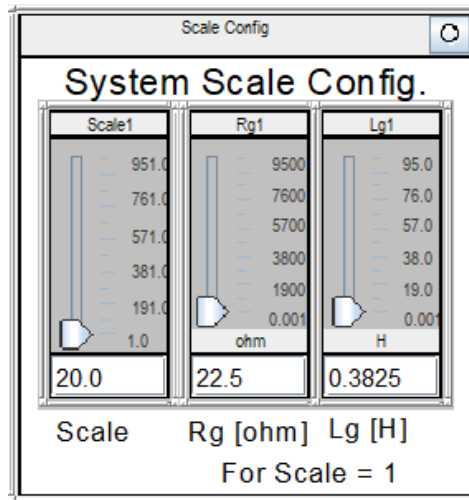 Scale Config
System Scale Config.
Scale1 Rg1 Lg1
951.0 9500 95.0
761.0 7600 76.0
571.0 5700 57.0
381.0 3800 38.0
191.0 1900 19.0
1.0 0.001 0.001
ohm H
20.0 22.5 0.3825
Scale Rg [ohm] Lg [H]
For Scale = 1